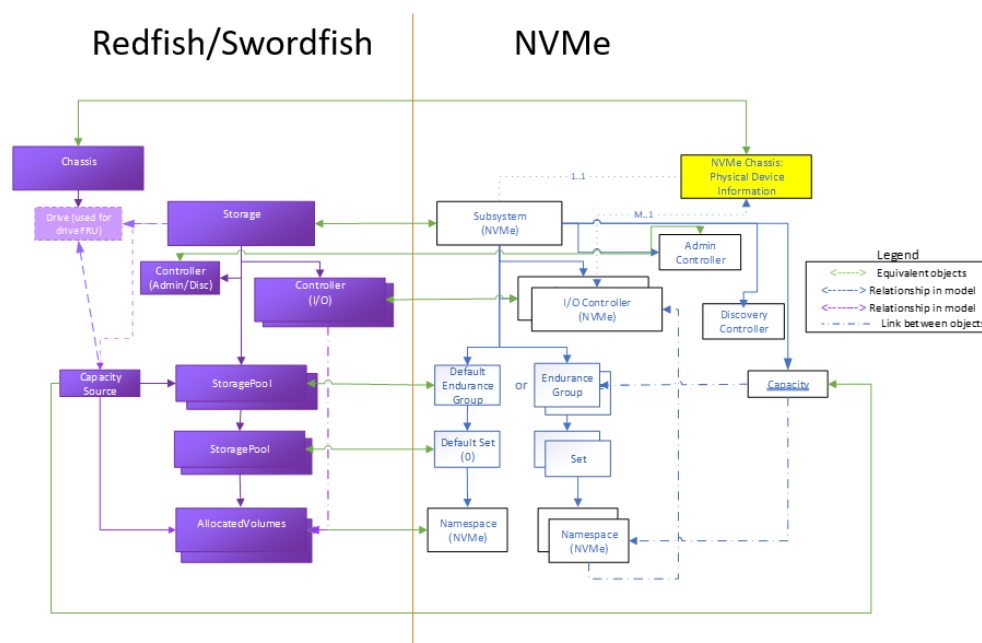 Redfish/Swordfish
NVMe
Chassis
NVMe Chassis:
Physical Device
Information
1..1
Drive (used for
drive FRU)
Storage
Subsystem
(NVMe)
M..1
Admin
Controller
Controller
(Admin/Disc)
Controller
(I/O)
I/O Controller
(NVMe)
Discovery
Controller
Legend
Equivalent objects
Relationship in model
Relationship in model
Link between objects
Capacity
Source
StoragePool
Default
Endurance
Group
or
Endurance
Group
Capacity
StoragePool
Default Set
(0)
Set
AllocatedVolumes
Namespace
(NVMe)
Namespace
(NVMe)